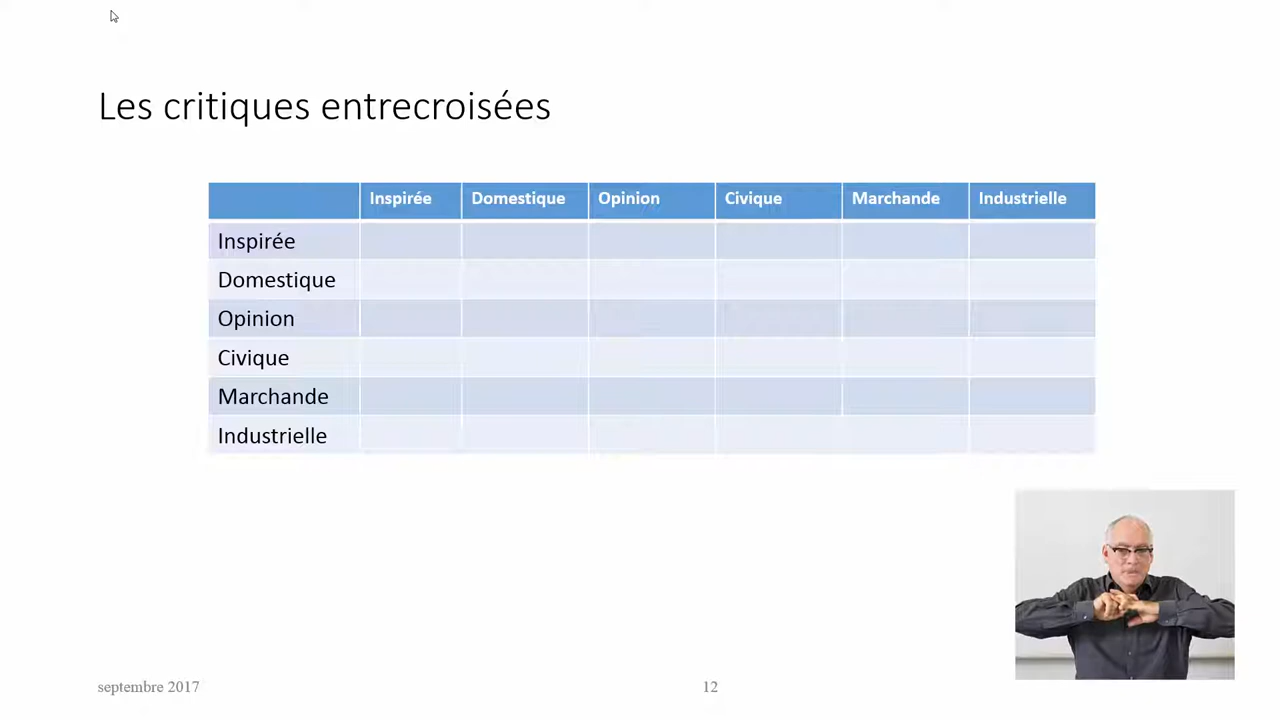 Les critiques entrecroisées
Inspirée Domestique Opinion Civique Marchande Industrielle
Inspirée
Domestique
Opinion
Civique
Marchande
Industrielle
septembre 2017 12